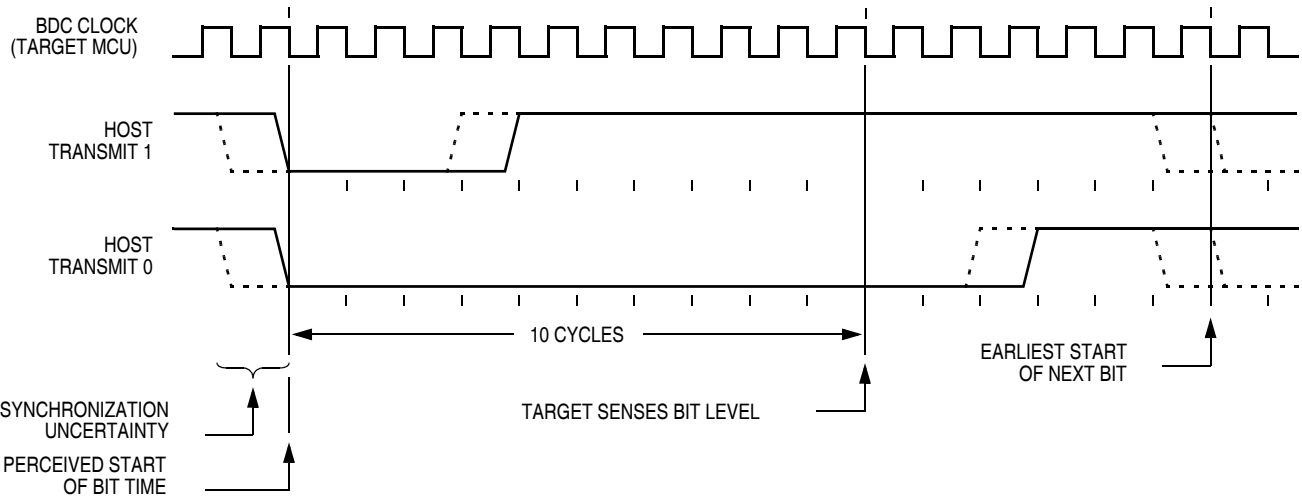 BDC CLOCK
(TARGET MCU)
HOST
TRANSMIT 1
HOST
TRANSMIT 0
10 CYCLES
EARLIEST START
OF NEXT BIT
SYNCHRONIZATION
UNCERTAINTY
TARGET SENSES BIT LEVEL
PERCEIVED START
OF BIT TIME